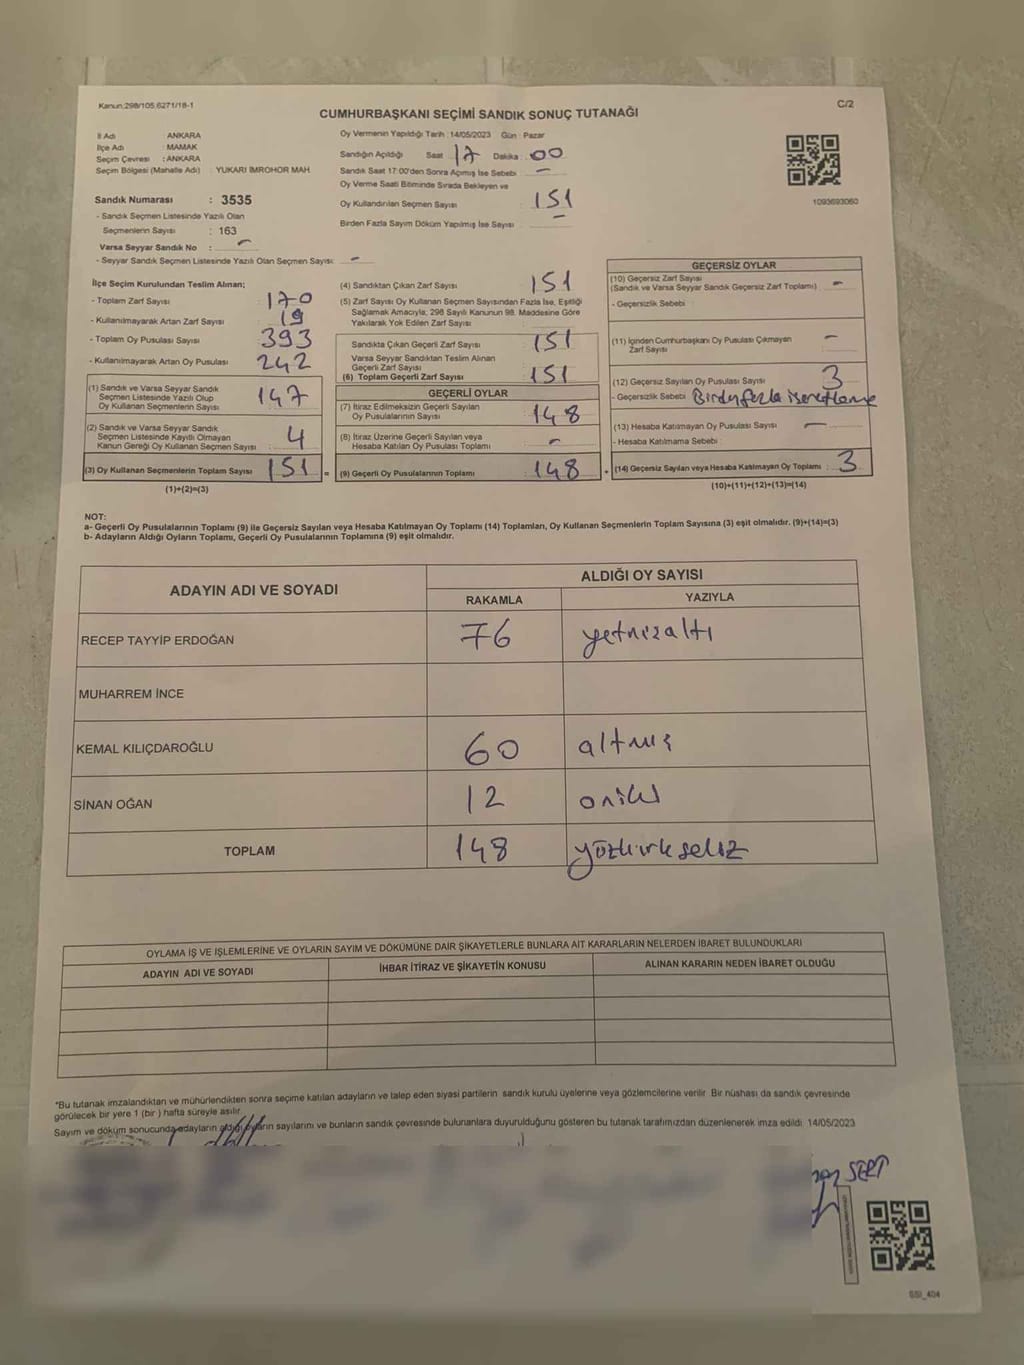 Kanun:298/105,6271/18-1
C/2
CUMHURBAŞKANI SEÇİMİ SANDIK SONUÇ TUTANAĞI
İl Adı : ANKARA
İlçe Adı : MAMAK
Seçim Çevresi : ANKARA
Seçim Bölgesi (Mahalle Adı) : YUKARI İMROHOR MAH
Sandık Numarası : 3535
- Sandık Seçmen Listesinde Yazılı Olan
Seçmenlerin Sayısı : 163
Varsa Seyyar Sandık No : -
- Seyyar Sandık Seçmen Listesinde Yazılı Olan Seçmen Sayısı: -
Oy Vermenin Yapıldığı Tarih :14/05/2023 Gün : Pazar
Sandığın Açıldığı Saat 17 Dakika : 00
Sandık Saat 17:00'den Sonra Açımış İse Sebebi : -
Oy Verme Saati Bitiminde Sırada Bekleyen ve
Oy Kullandırılan Seçmen Sayısı : 151
Birden Fazla Sayım Döküm Yapılmış İse Sayısı : -
1093693060
İlçe Seçim Kurulundan Teslim Alınan;
- Toplam Zarf Sayısı : 170
- Kullanılmayarak Artan Zarf Sayısı : 19
- Toplam Oy Pusulası Sayısı : 393
- Kullanılmayarak Artan Oy Pusulası : 242
(1) Sandık ve Varsa Seyyar Sandık
Seçmen Listesinde Yazılı Olup
Oy Kullanan Seçmenlerin Sayısı : 147
(2) Sandık ve Varsa Seyyar Sandık
Seçmen Listesinde Kayıtlı Olmayan
Kanun Gereği Oy Kullanan Seçmen Sayısı : 4
(3) Oy Kullanan Seçmenlerin Toplam Sayısı : 151
(1)+(2)=(3)
(4) Sandıktan Çıkan Zarf Sayısı : 151
(5) Zarf Sayısı Oy Kullanan Seçmen Sayısından Fazla İse, Eşitliği
Sağlamak Amacıyla; 298 Sayılı Kanunun 98. Maddesine Göre
Yakılarak Yok Edilen Zarf Sayısı :
Sandıkta Çıkan Geçerli Zarf Sayısı : 151
Varsa Seyyar Sandıktan Teslim Alınan
Geçerli Zarf Sayısı
(6) Toplam Geçerli Zarf Sayısı : 151
GEÇERLİ OYLAR
(7) İtiraz Edilmeksizin Geçerli Sayılan
Oy Pusulalarının Sayısı : 148
(8) İtiraz Üzerine Geçerli Sayılan veya
Hesaba Katılan Oy Pusulası Toplamı : -
= (9) Geçerli Oy Pusulalarının Toplamı : 148
GEÇERSİZ OYLAR
(10) Geçersiz Zarf Sayısı
(Sandık ve Varsa Seyyar Sandık Geçersiz Zarf Toplamı) : -
- Geçersizlik Sebebi :
(11) İçinden Cumhurbaşkanı Oy Pusulası Çıkmayan
Zarf Sayısı : -
(12) Geçersiz Sayılan Oy Pusulası Sayısı : 3
- Geçersizlik Sebebi : Birden fazla işaretleme
(13) Hesaba Katılmayan Oy Pusulası Sayısı : -
- Hesaba Katılmama Sebebi :
+ (14) Geçersiz Sayılan veya Hesaba Katılmayan Oy Toplamı : 3
(10)+(11)+(12)+(13)=(14)
NOT:
a- Geçerli Oy Pusulalarının Toplamı (9) ile Geçersiz Sayılan veya Hesaba Katılmayan Oy Toplamı (14) Toplamları, Oy Kullanan Seçmenlerin Toplam Sayısına (3) eşit olmalıdır. (9)+(14)=(3)
b- Adayların Aldığı Oyların Toplamı, Geçerli Oy Pusulalarının Toplamına (9) eşit olmalıdır.
ADAYIN ADI VE SOYADI
ALDIĞI OY SAYISI
RAKAMLA YAZIYLA
RECEP TAYYİP ERDOĞAN 76 yetmişaltı
MUHARREM İNCE
KEMAL KILIÇDAROĞLU 60 altmış
SİNAN OĞAN 12 oniki
TOPLAM 148 yüzkırksekiz
OYLAMA İŞ VE İŞLEMLERİNE VE OYLARIN SAYIM VE DÖKÜMÜNE DAİR ŞİKAYETLERLE BUNLARA AİT KARARLARIN NELERDEN İBARET BULUNDUKLARI
ADAYIN ADI VE SOYADI İHBAR İTİRAZ VE ŞİKAYETİN KONUSU ALINAN KARARIN NEDEN İBARET OLDUĞU
*Bu tutanak imzalandıktan ve mühürlendikten sonra seçime katılan adayların ve talep eden siyasi partilerin sandık kurulu üyelerine veya gözlemcilerine verilir. Bir nüshası da sandık çevresinde
görülecek bir yere 1 (bir ) hafta süreyle asılır.
Sayım ve döküm sonucunda adayların aldığı oyların sayılarını ve bunların sandık çevresinde bulunanlara duyurulduğunu gösteren bu tutanak tarafımızdan düzenlenerek imza edildi. 14/05/2023
SERT
SSI_404